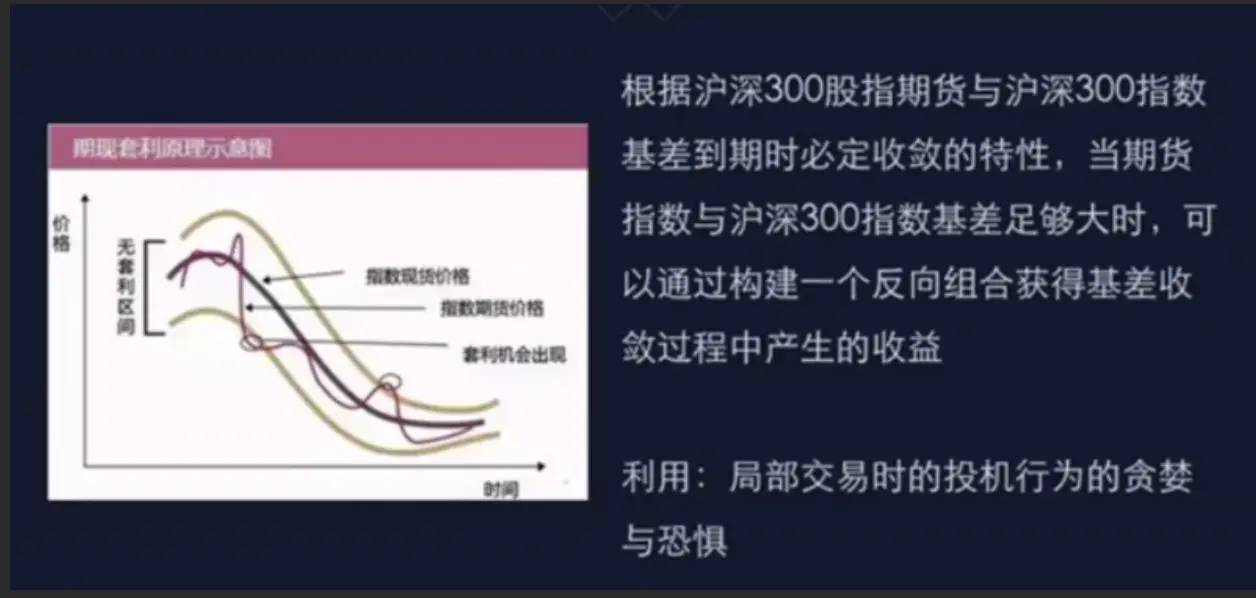 期现套利原理示意图
价格
无套利区间
指数现货价格
指数期货价格
套利机会出现
时间
根据沪深300股指期货与沪深300指数
基差到期时必定收敛的特性，当期货
指数与沪深300指数基差足够大时，可
以通过构建一个反向组合获得基差收
敛过程中产生的收益
利用：局部交易时的投机行为的贪婪
与恐惧